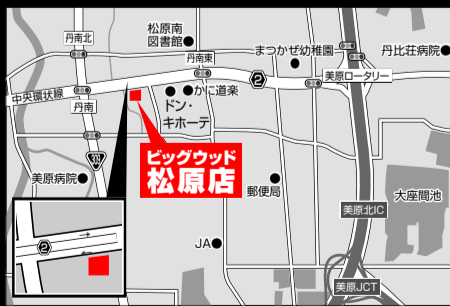 丹南北
松原南
図書館
丹南東
まつかぜ幼稚園
丹比荘病院
中央環状線
丹南
2
かに道楽
ドン・
キホーテ
美原ロータリー
309
ビッグウッド
松原店
美原病院
郵便局
大座間池
美原北IC
2
JA
美原JCT